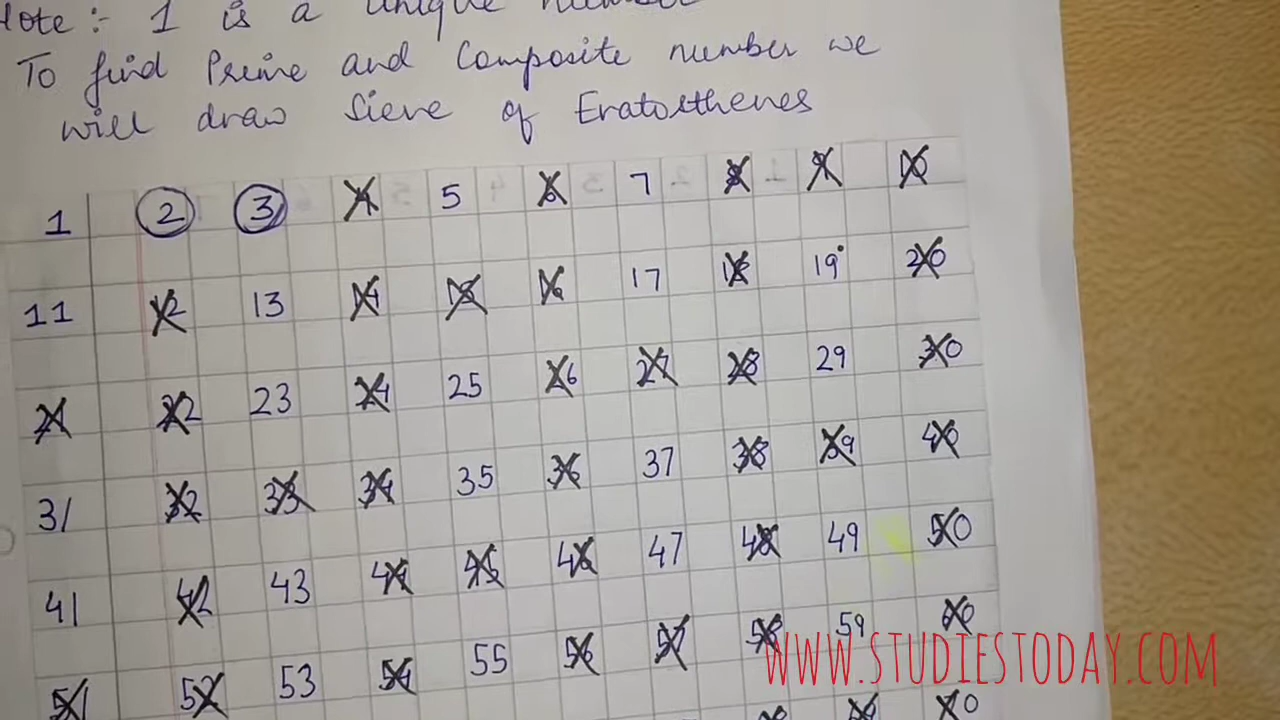 Note :- 1 is a unique number
To find Prime and Composite number we
will draw Sieve of Eratosthenes
1 2 3 4 5 6 7 8 9 10
11 12 13 14 15 16 17 18 19 20
21 22 23 24 25 26 27 28 29 30
31 32 33 34 35 36 37 38 39 40
41 42 43 44 45 46 47 48 49 50
51 52 53 54 55 56 57 58 59 60
70
WWW.STUDIESTODAY.COM